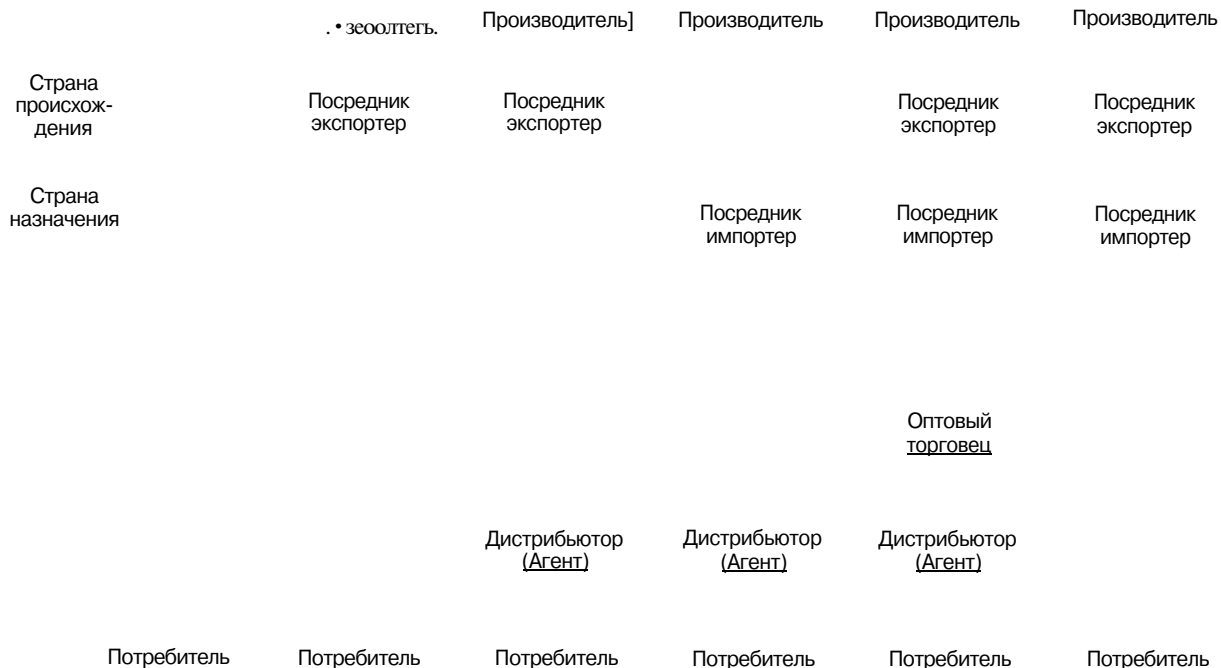 . • зеоолтегь. Производитель] Производитель Производитель Производитель
Страна
происхож-
дения
Посредник
экспортер
Посредник
экспортер
Посредник
экспортер
Посредник
экспортер
Страна
назначения
Посредник
импортер
Посредник
импортер
Посредник
импортер
Оптовый
торговец
Дистрибьютор
(Агент)
Дистрибьютор
(Агент)
Дистрибьютор
(Агент)
Потребитель Потребитель Потребитель Потребитель Потребитель Потребитель